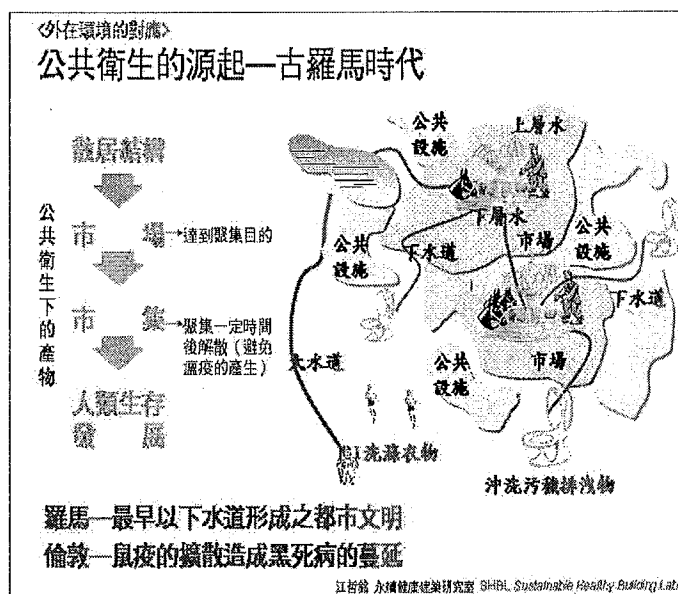 〈外在環境的對應〉
公共衛生的源起—古羅馬時代
公共衛生下的產物
散居結構
市 場
達到聚集目的
市 集
聚集一定時間
後解散（避免
瘟疫的產生）
人類生存
發 展
公共
設施
上層水
下層水
公共
設施
下水道
市場
公共
設施
下水道
大水道
公共
設施
市場
洗滌衣物
沖洗污穢排洩物
羅馬—最早以下水道形成之都市文明
倫敦—鼠疫的擴散造成黑死病的蔓延
江哲銘 永續健康建築研究室 SHBL, Sustainable Healthy Building Lab.